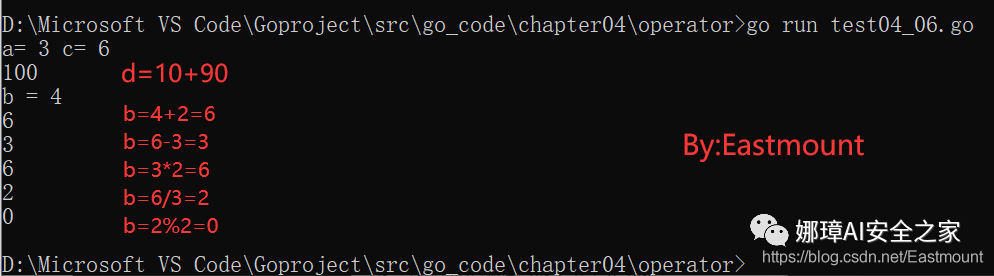 D:\Microsoft VS Code\Goproject\src\go_code\chapter04\operator>go run test04_06.go
a= 3 c= 6
100 d=10+90
b = 4
6 b=4+2=6
3 b=6-3=3
6 b=3*2=6
2 b=6/3=2
0 b=2%2=0
By:Eastmount
娜璋AI安全之家
https://blog.csdn.net/Eastmount
D:\Microsoft VS Code\Goproject\src\go_code\chapter04\operator>